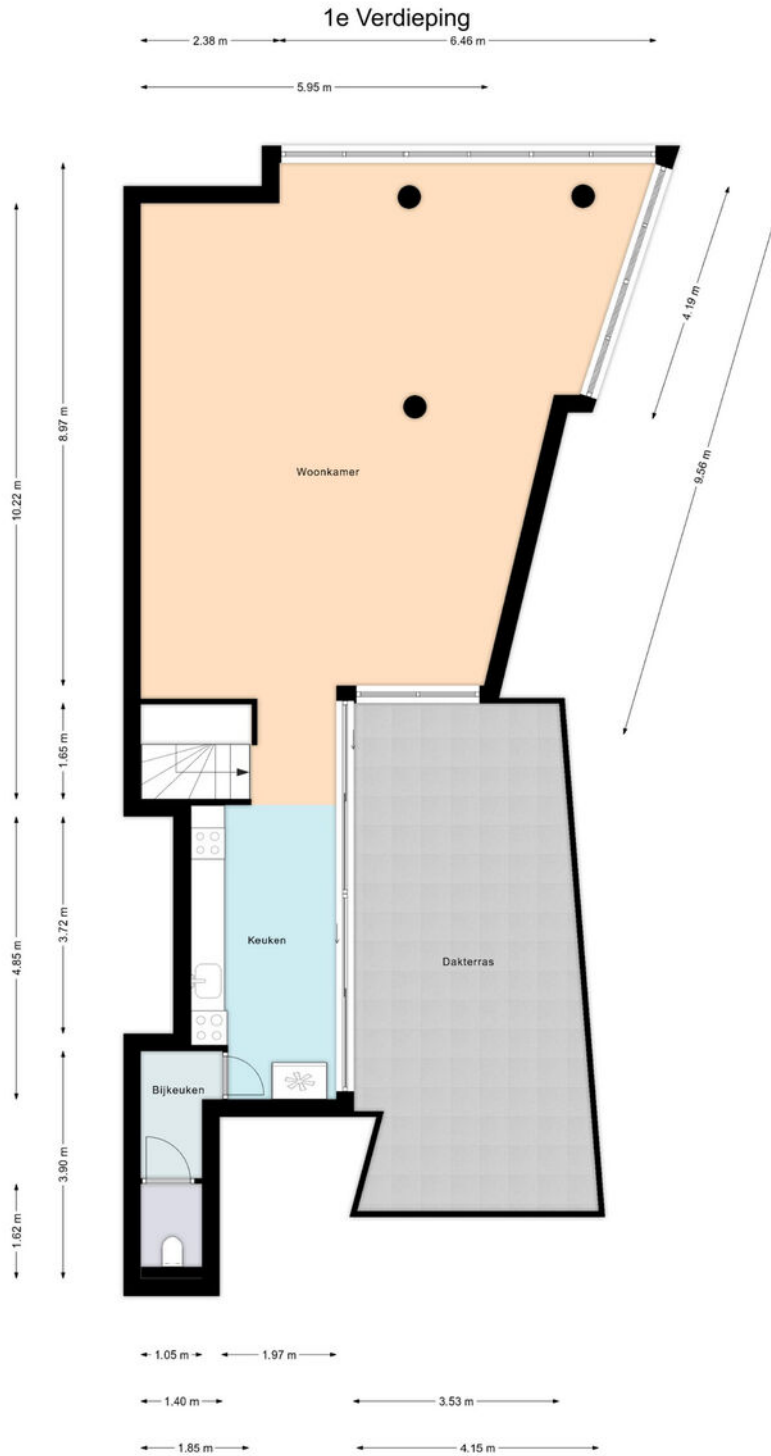 1e Verdieping
2.38 m
6.46 m
5.95 m
4.19 m
9.56 m
8.97 m
10.22 m
Woonkamer
1.65 m
3.72 m
4.85 m
Keuken
Dakterras
Bijkeuken
3.90 m
1.62 m
1.05 m
1.97 m
1.40 m
3.53 m
1.85 m
4.15 m